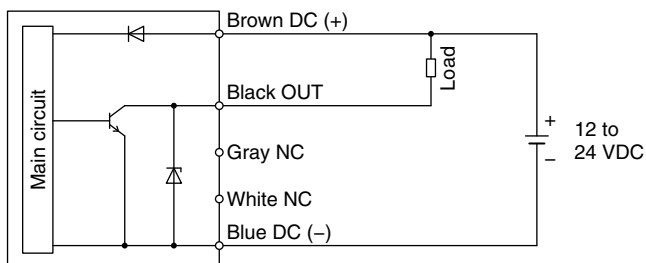 Brown DC (+)
Main circuit
Load
Black OUT
+
12 to
24 VDC
−
Gray NC
White NC
Blue DC (−)